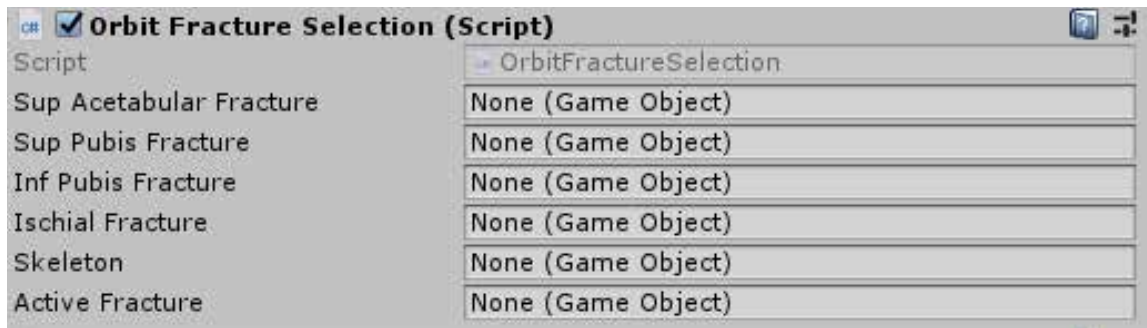 Orbit Fracture Selection (Script)
Script OrbitFractureSelection
Sup Acetabular Fracture None (Game Object)
Sup Pubis Fracture None (Game Object)
Inf Pubis Fracture None (Game Object)
Ischial Fracture None (Game Object)
Skeleton None (Game Object)
Active Fracture None (Game Object)